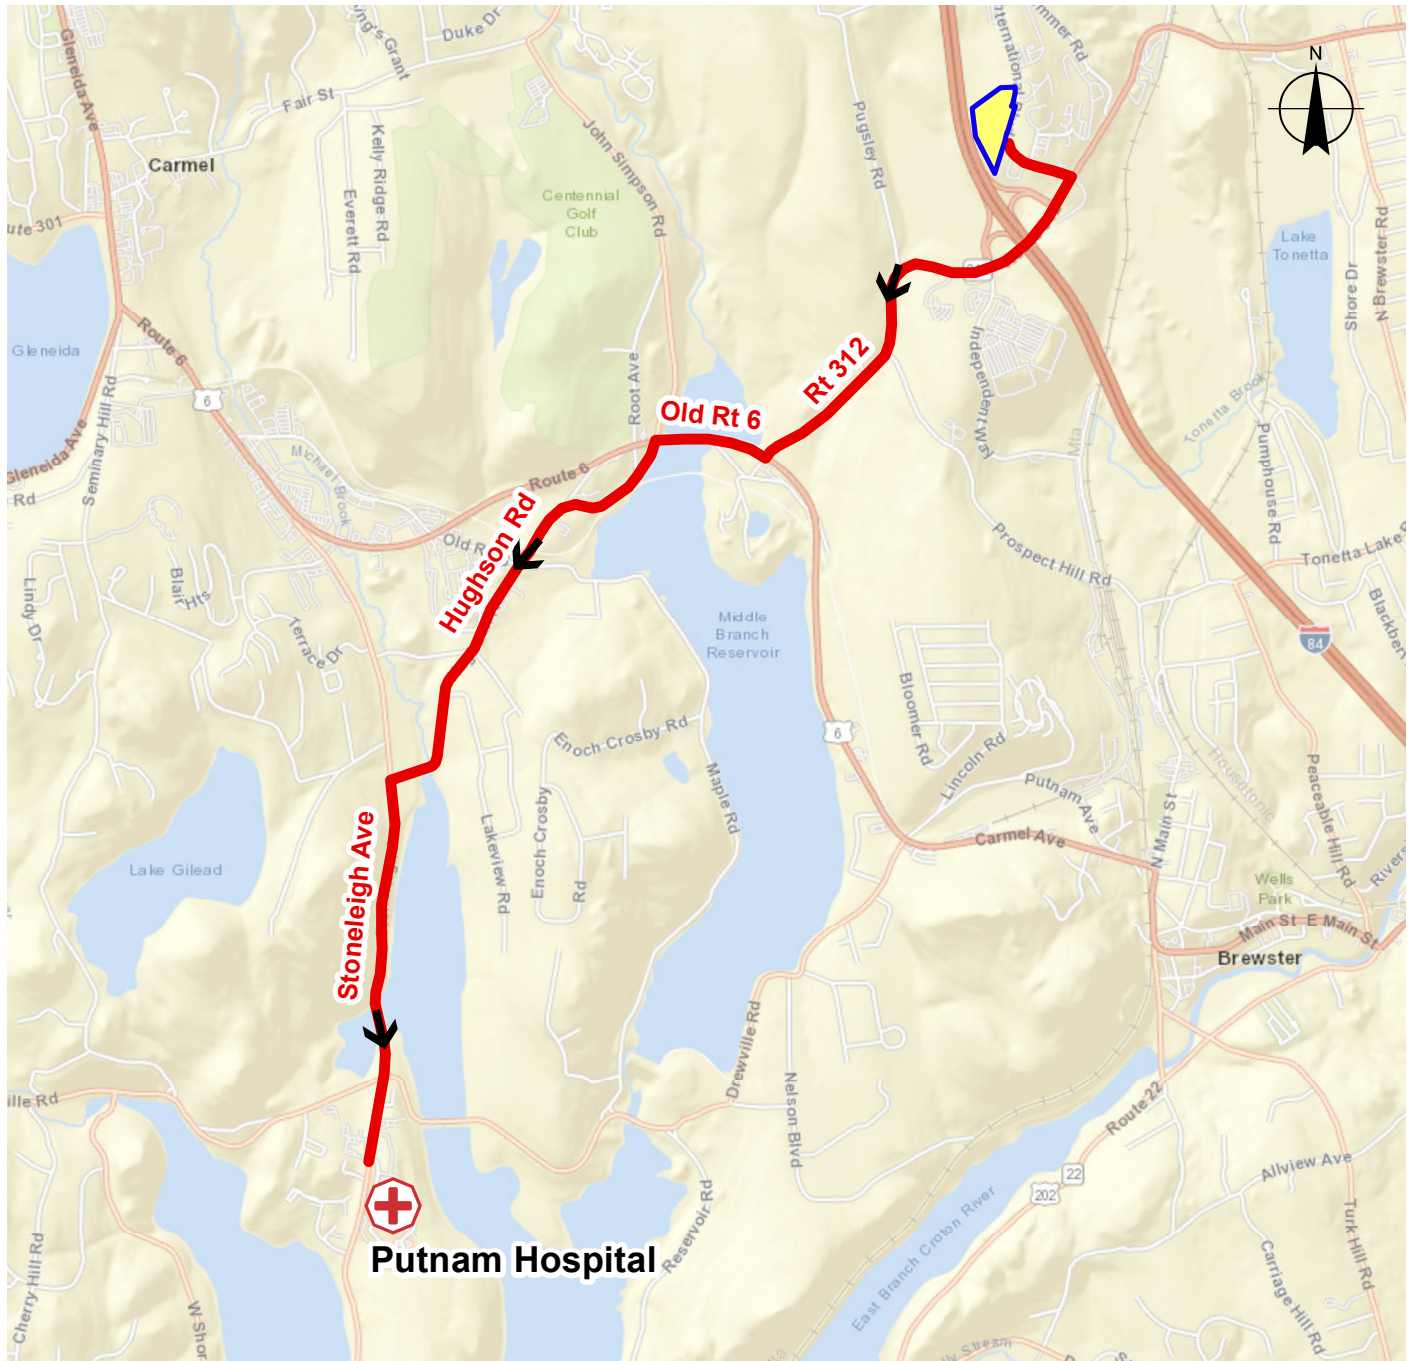 Gleneida Ave
Grant
Duke Dr
Fair St
Carmel
Kelly Ridge Rd
Everett Rd
John Simpson Rd
Centennial
Golf
Club
Pugsley Rd
N
Lake
Tonetta
Shore Dr
N Brewster Rd
Gleneida
Route 6
6
Root Ave
Rt 312
Old Rt 6
Independent Way
Mta
Tonetta Brook
Pumphouse Rd
Seminary Hill Rd
Gleneida Ave
Rd
Michael Brook
Route 6
Hughson Rd
Prospect Hill Rd
Lindy Dr
Blair Hts
Terrace Dr
Middle
Branch
Reservoir
84
6
Bloomer Rd
Lincoln Rd
Putnam Ave
Enoch Crosby Rd
Maple Rd
Housatonic
Peaceable Hill Rd
Lake Gilead
Stoneleigh Ave
Lakeview Rd
Enoch Crosby
Rd
Carmel Ave
N Main St
Wells
Park
Main St
E Main St
Brewster
Drewville Rd
Nelson Blvd
Route 22
22
202
Allview Ave
Turk Hill Rd
Carriage Hill Rd
East Branch Croton River
Reservoir Rd
Putnam Hospital
Cherry Hill Rd